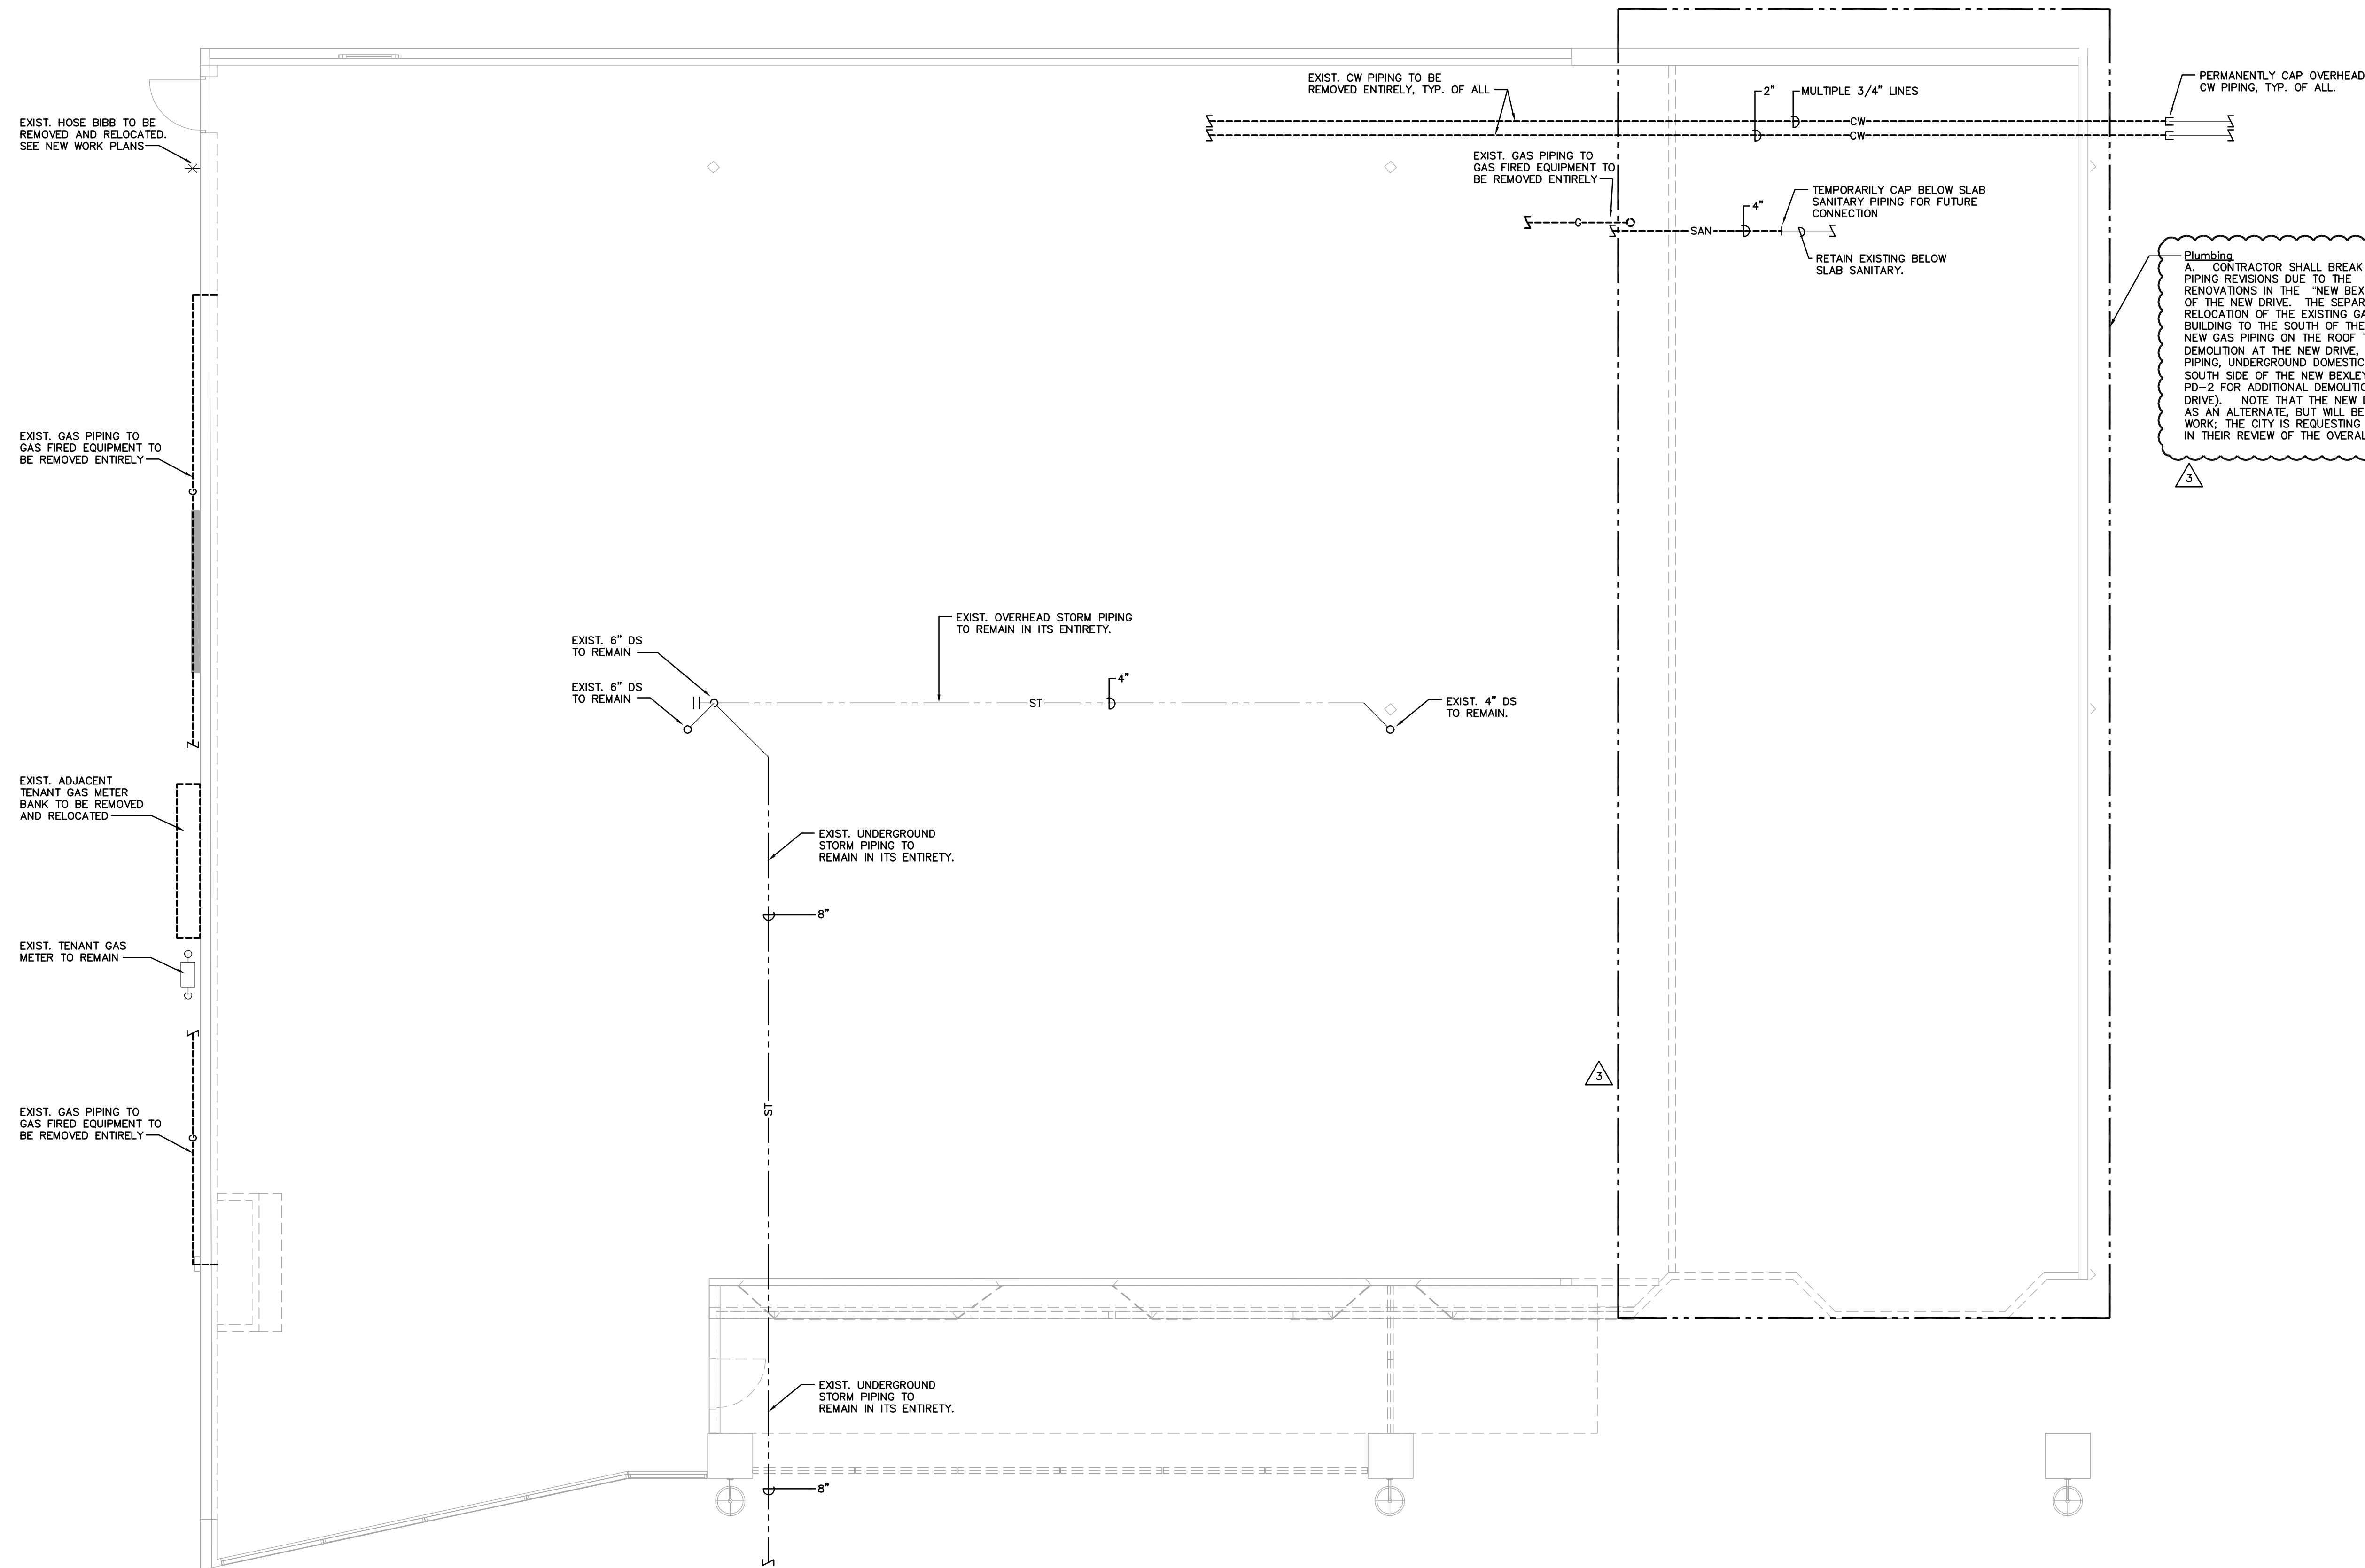 EXIST. CW PIPING TO BE
REMOVED ENTIRELY, TYP. OF ALL
2"
MULTIPLE 3/4" LINES
PERMANENTLY CAP OVERHEAD
CW PIPING, TYP. OF ALL.
CW
CW
EXIST. HOSE BIBB TO BE
REMOVED AND RELOCATED.
SEE NEW WORK PLANS
EXIST. GAS PIPING TO
GAS FIRED EQUIPMENT TO
BE REMOVED ENTIRELY
G
4"
SAN
TEMPORARILY CAP BELOW SLAB
SANITARY PIPING FOR FUTURE
CONNECTION
RETAIN EXISTING BELOW
SLAB SANITARY.
Plumbing
A. CONTRACTOR SHALL BREAK
PIPING REVISIONS DUE TO THE
RENOVATIONS IN THE "NEW BEX
OF THE NEW DRIVE. THE SEPAR
RELOCATION OF THE EXISTING GA
BUILDING TO THE SOUTH OF THE
NEW GAS PIPING ON THE ROOF T
DEMOLITION AT THE NEW DRIVE,
PIPING, UNDERGROUND DOMESTIC
SOUTH SIDE OF THE NEW BEXLEY
PD-2 FOR ADDITIONAL DEMOLITIO
DRIVE). NOTE THAT THE NEW D
AS AN ALTERNATE, BUT WILL BE
WORK; THE CITY IS REQUESTING
IN THEIR REVIEW OF THE OVERAL
3
EXIST. GAS PIPING TO
GAS FIRED EQUIPMENT TO
BE REMOVED ENTIRELY
G
EXIST. 6" DS
TO REMAIN
EXIST. 6" DS
TO REMAIN
EXIST. OVERHEAD STORM PIPING
TO REMAIN IN ITS ENTIRETY.
4"
ST
EXIST. 4" DS
TO REMAIN.
EXIST. ADJACENT
TENANT GAS METER
BANK TO BE REMOVED
AND RELOCATED
EXIST. UNDERGROUND
STORM PIPING TO
REMAIN IN ITS ENTIRETY.
8"
EXIST. TENANT GAS
METER TO REMAIN
3
ST
EXIST. GAS PIPING TO
GAS FIRED EQUIPMENT TO
BE REMOVED ENTIRELY
G
EXIST. UNDERGROUND
STORM PIPING TO
REMAIN IN ITS ENTIRETY.
8"